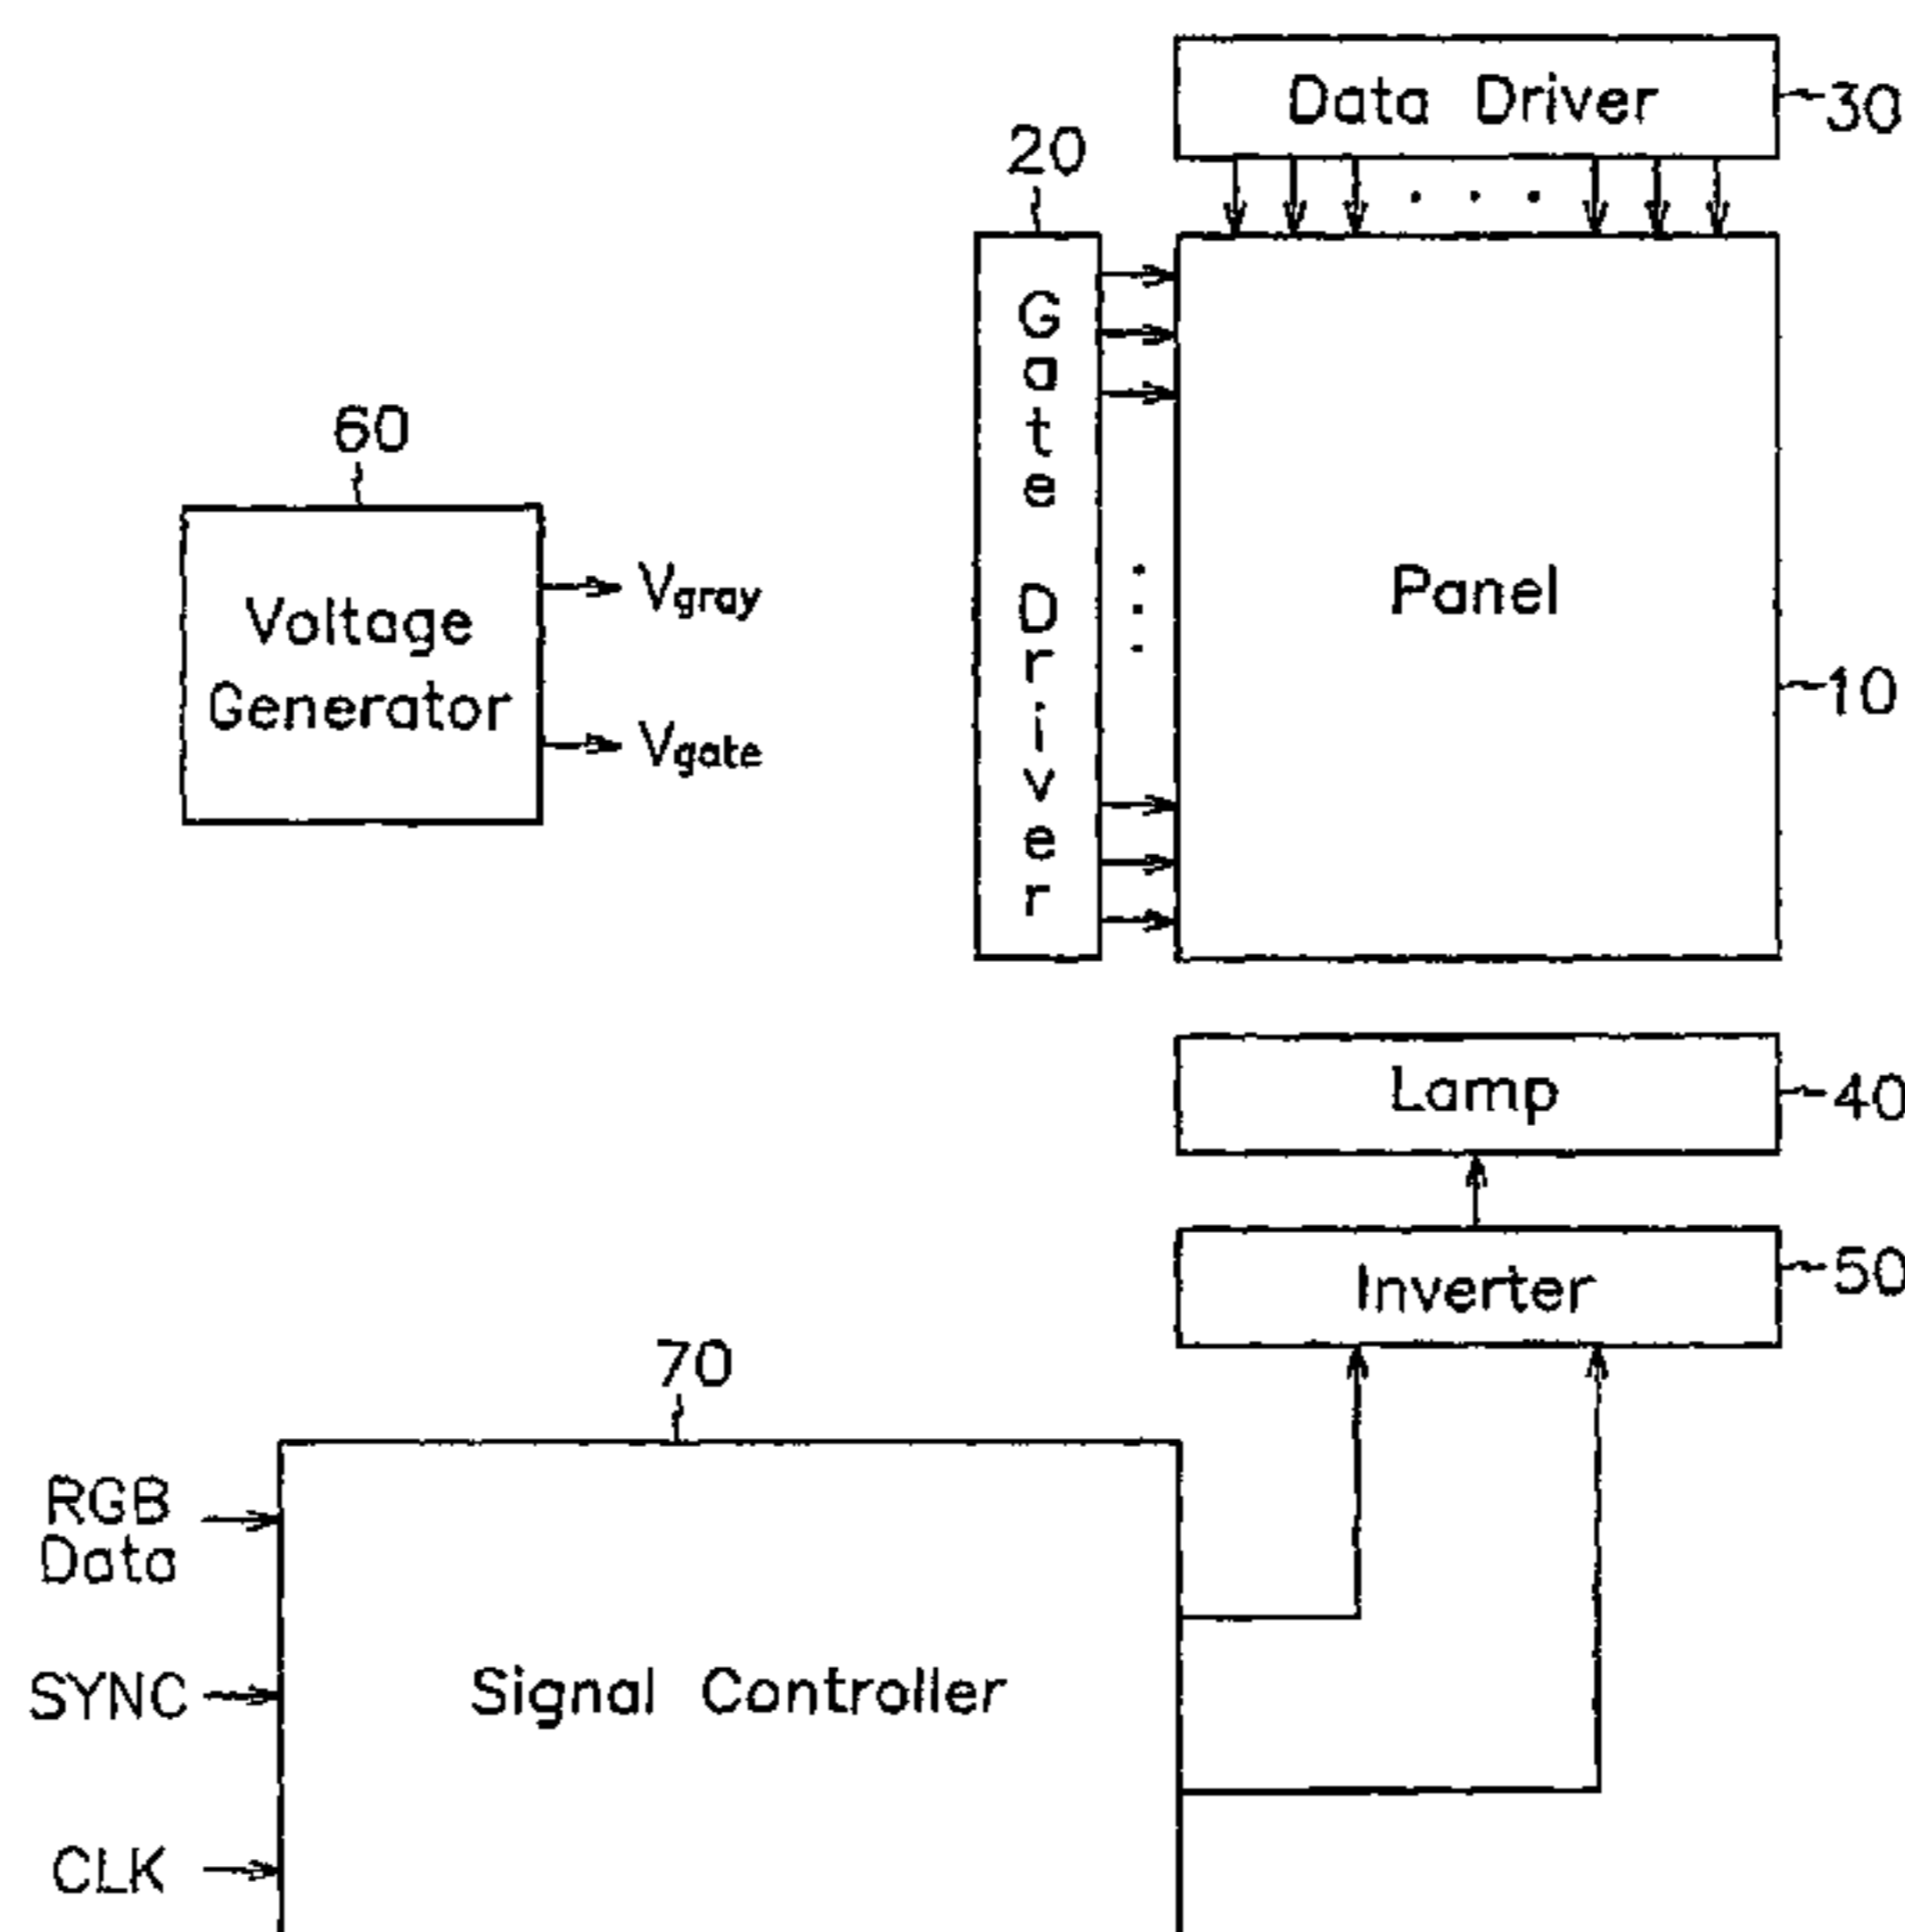 Data Driver
30
20
Gate Driver
60
Voltage
Generator
Vgray
Vgate
Panel
10
Lamp
40
Inverter
50
70
RGB
Data
SYNC
CLK
Signal Controller